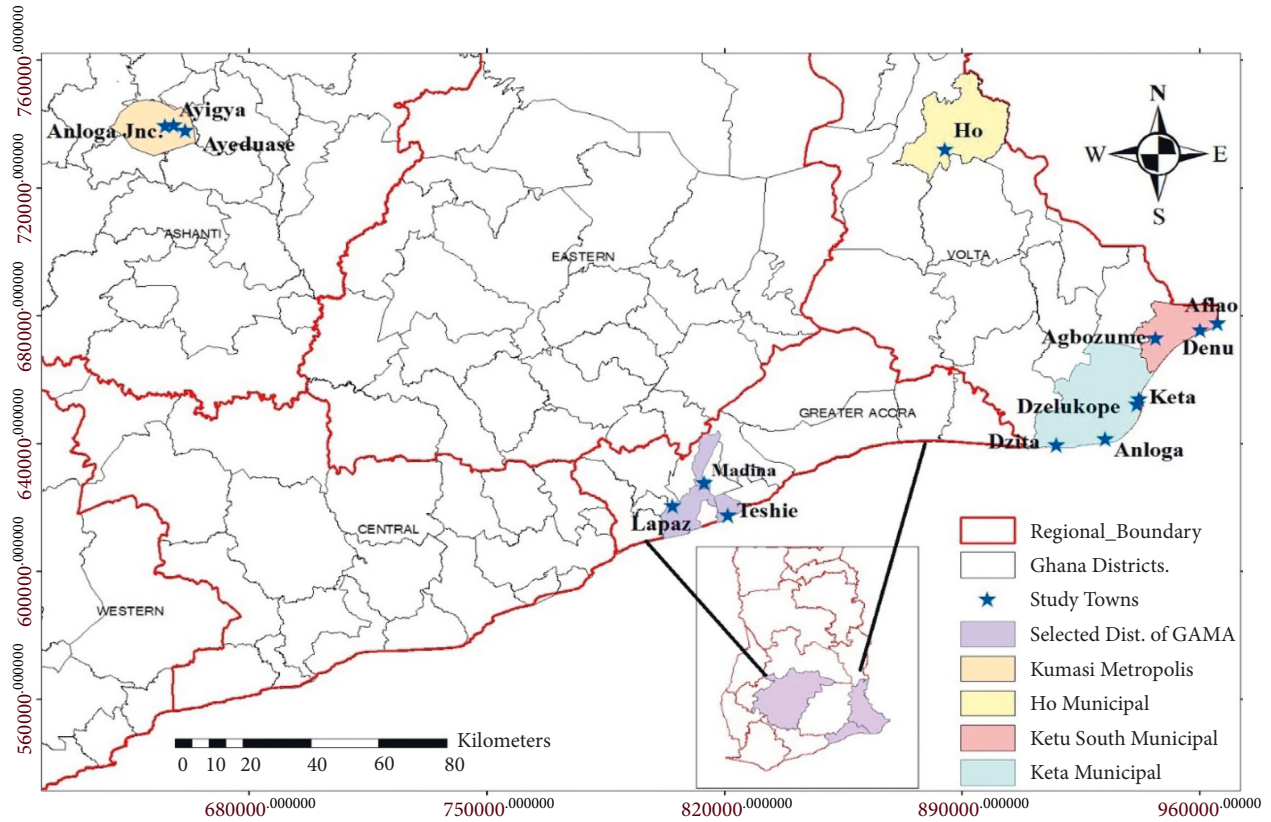 760000.000000
720000.000000
680000.000000
640000.000000
600000.000000
560000.000000
Ayigya
Anloga Jnc.
Ayeduase
ASHANTI
EASTERN
Ho
VOLTA
N
W
E
S
Aflao
Agbozume
Denu
Keta
Dzelukope
Dzita
Anloga
GREATER ACCRA
Madina
Lapaz
Teshie
CENTRAL
WESTERN
Regional_Boundary
Ghana Districts.
Study Towns
Selected Dist. of GAMA
Kumasi Metropolis
Ho Municipal
Ketu South Municipal
Keta Municipal
Kilometers
0 10 20 40 60 80
680000.000000 750000.000000 820000.000000 890000.000000 960000.000000